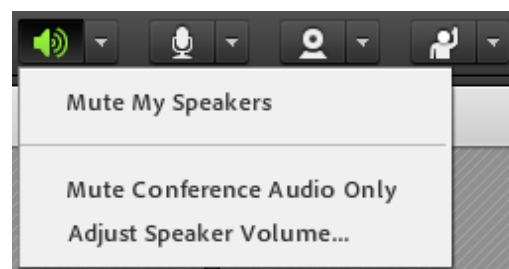 Mute My Speakers
Mute Conference Audio Only
Adjust Speaker Volume...